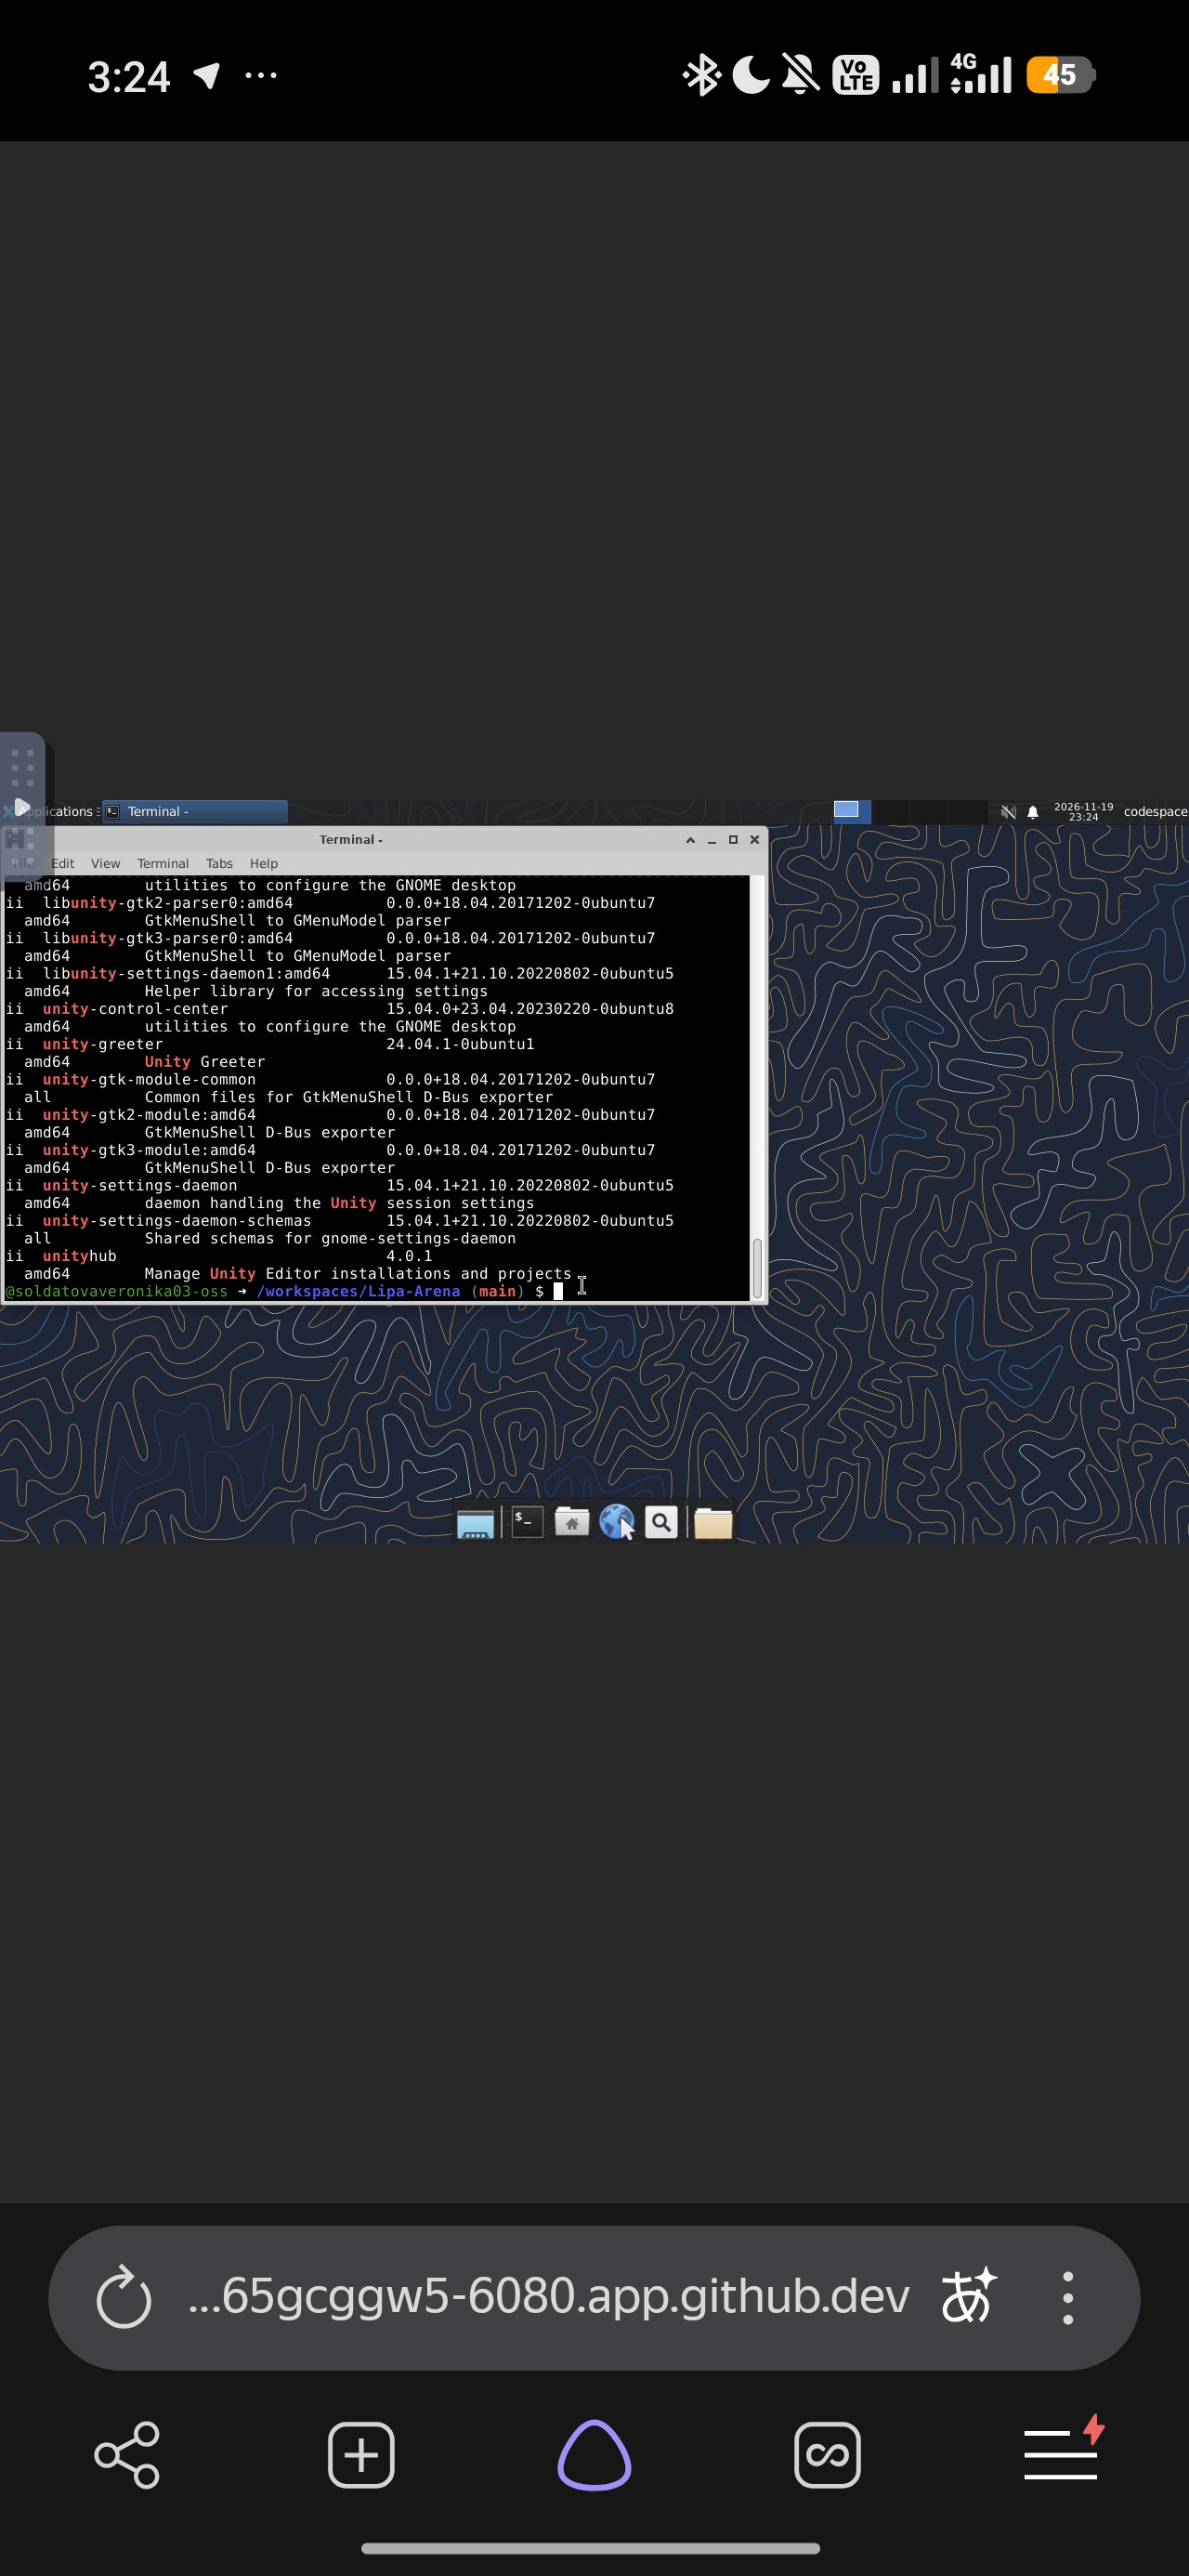 3:24
Vo LTE
4G
45
Applications
Terminal -
2026-11-19
23:24
codespace
Terminal -
Edit View Terminal Tabs Help
amd64 utilities to configure the GNOME desktop
ii libunity-gtk2-parser0:amd64 0.0.0+18.04.20171202-0ubuntu7
amd64 GtkMenuShell to GMenuModel parser
ii libunity-gtk3-parser0:amd64 0.0.0+18.04.20171202-0ubuntu7
amd64 GtkMenuShell to GMenuModel parser
ii libunity-settings-daemon1:amd64 15.04.1+21.10.20220802-0ubuntu5
amd64 Helper library for accessing settings
ii unity-control-center 15.04.0+23.04.20230220-0ubuntu8
amd64 utilities to configure the GNOME desktop
ii unity-greeter 24.04.1-0ubuntu1
amd64 Unity Greeter
ii unity-gtk-module-common 0.0.0+18.04.20171202-0ubuntu7
all Common files for GtkMenuShell D-Bus exporter
ii unity-gtk2-module:amd64 0.0.0+18.04.20171202-0ubuntu7
amd64 GtkMenuShell D-Bus exporter
ii unity-gtk3-module:amd64 0.0.0+18.04.20171202-0ubuntu7
amd64 GtkMenuShell D-Bus exporter
ii unity-settings-daemon 15.04.1+21.10.20220802-0ubuntu5
amd64 daemon handling the Unity session settings
ii unity-settings-daemon-schemas 15.04.1+21.10.20220802-0ubuntu5
all Shared schemas for gnome-settings-daemon
ii unityhub 4.0.1
amd64 Manage Unity Editor installations and projects
@soldatovaveronika03-oss → /workspaces/Lipa-Arena (main) $
$_
...65gcggw5-6080.app.github.dev
あ